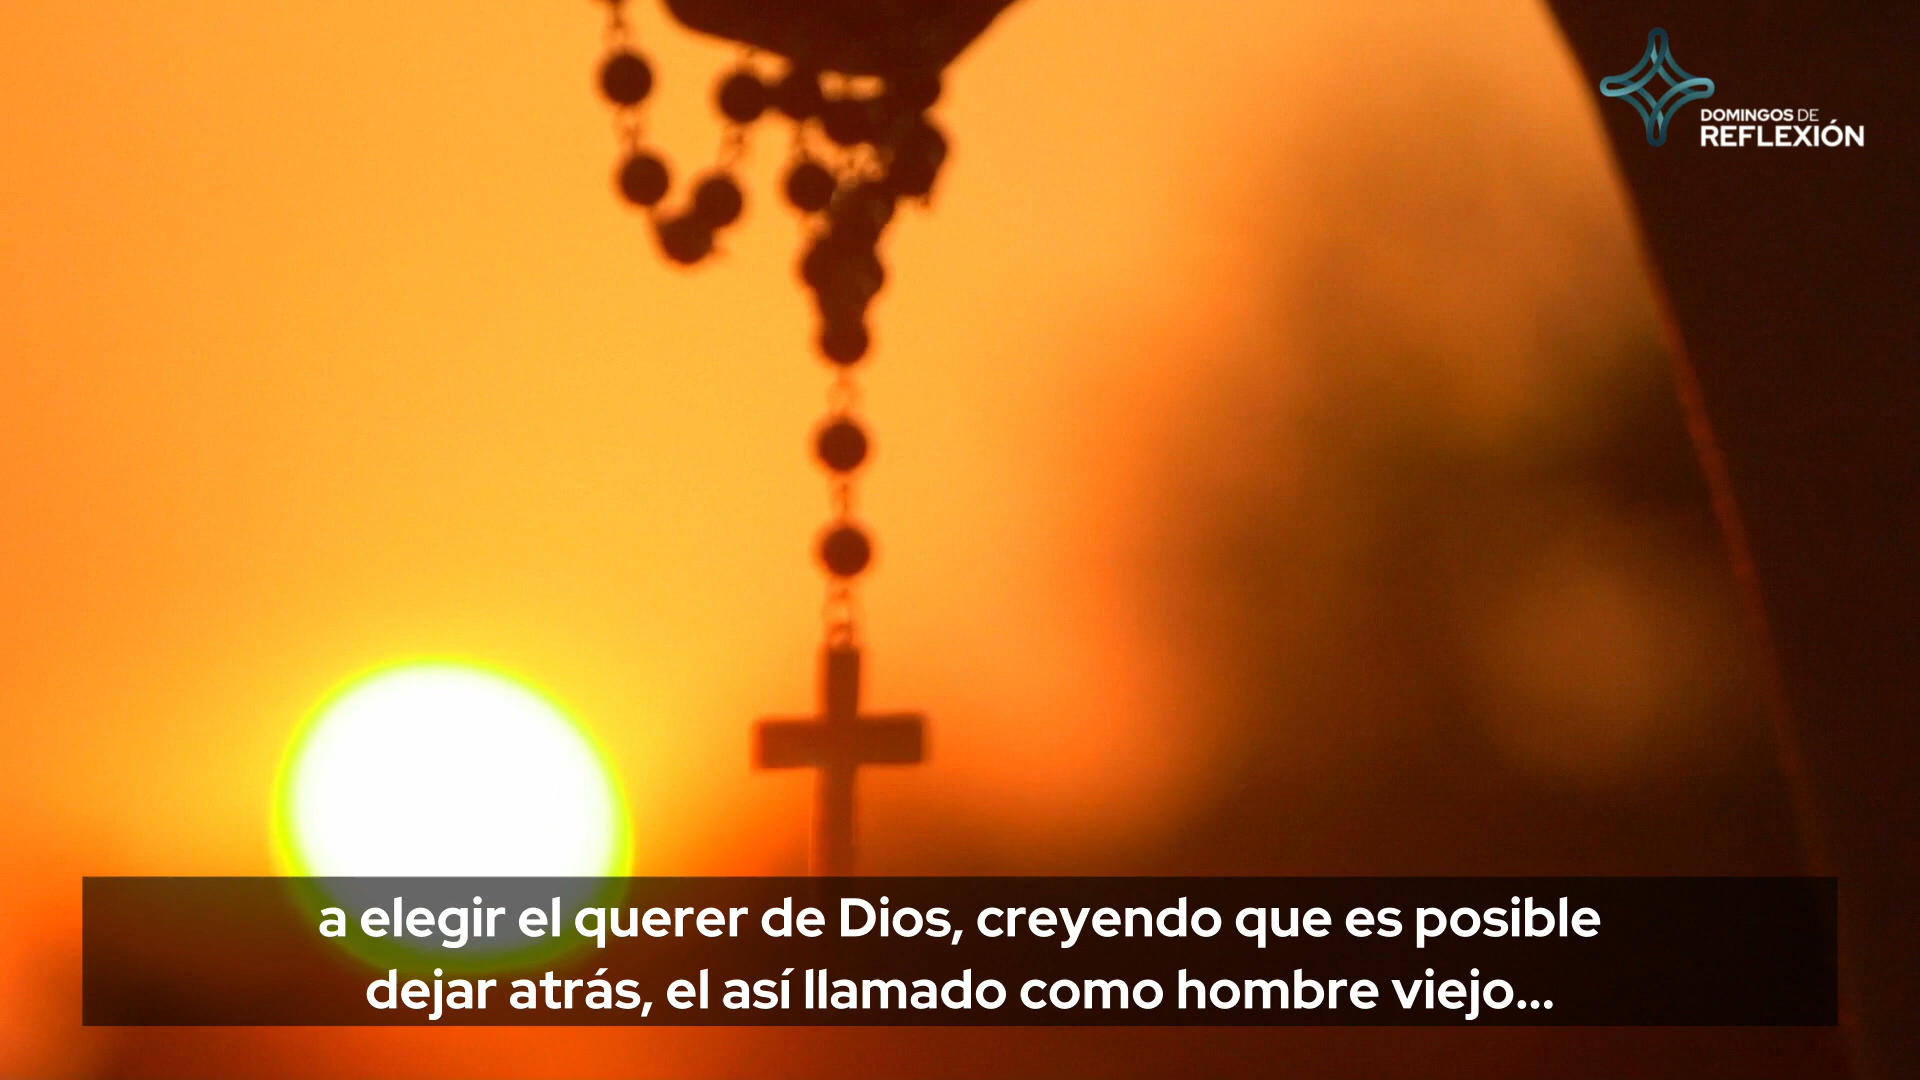 DOMINGOS DE
REFLEXIÓN
a elegir el querer de Dios, creyendo que es posible
dejar atrás, el así llamado como hombre viejo...